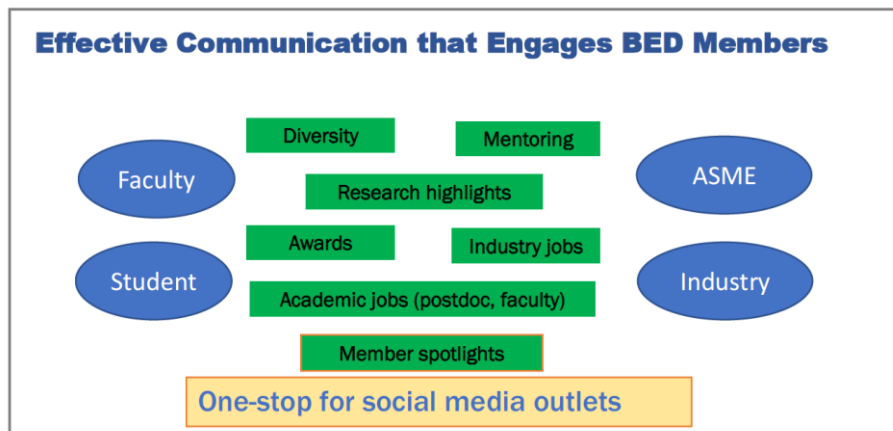 Effective Communication that Engages BED Members
Diversity
Mentoring
Faculty
ASME
Research highlights
Awards
Industry jobs
Student
Industry
Academic jobs (postdoc, faculty)
Member spotlights
One-stop for social media outlets